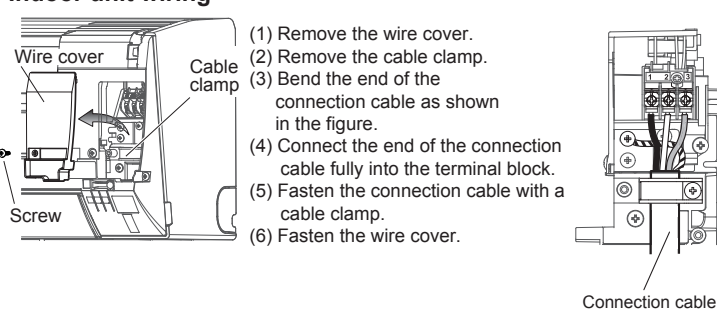 Wire cover
Cable
clamp
Screw
(1) Remove the wire cover.
(2) Remove the cable clamp.
(3) Bend the end of the
connection cable as shown
in the figure.
(4) Connect the end of the connection
cable fully into the terminal block.
(5) Fasten the connection cable with a
cable clamp.
(6) Fasten the wire cover.
1 2 3
Connection cable